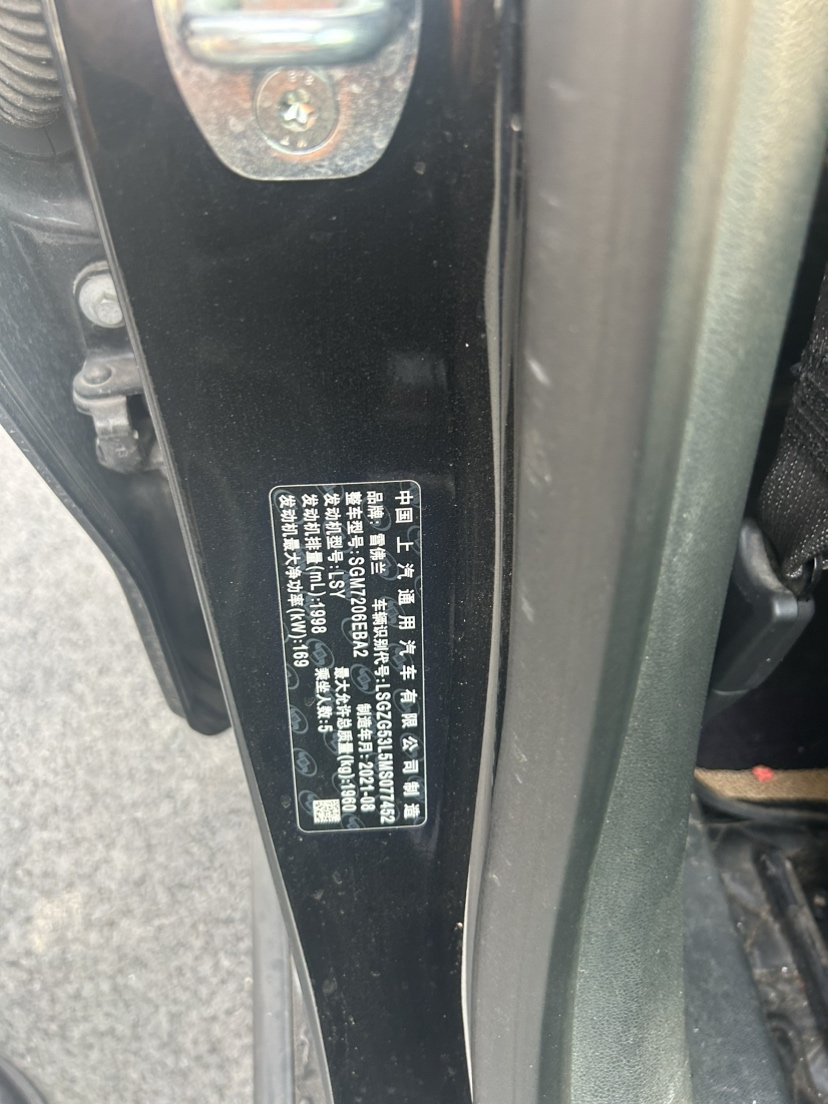 中国上汽通用汽车有限公司制造
品牌: 雪佛兰 车辆识别代号:LSGZG53L5MS077452
整车型号:SGM7206EBA2 制造年月:2021-08
发动机型号:LSY 最大允许总质量(kg):1960
发动机排量(mL):1998 乘坐人数:5
发动机最大净功率(kW):169